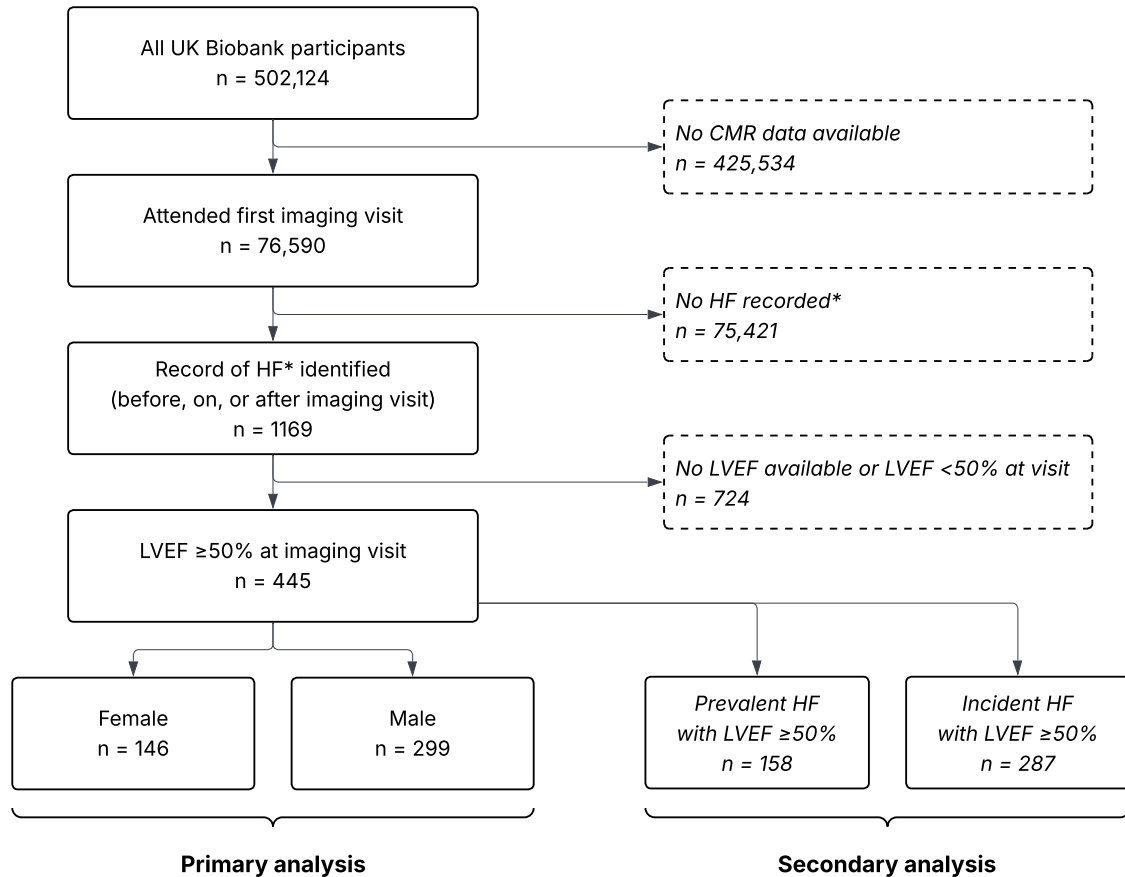 All UK Biobank participants
n = 502,124
No CMR data available
n = 425,534
Attended first imaging visit
n = 76,590
No HF recorded*
n = 75,421
Record of HF* identified
(before, on, or after imaging visit)
n = 1169
No LVEF available or LVEF <50% at visit
n = 724
LVEF ≥50% at imaging visit
n = 445
Female
n = 146
Male
n = 299
Prevalent HF
with LVEF ≥50%
n = 158
Incident HF
with LVEF ≥50%
n = 287
Primary analysis
Secondary analysis